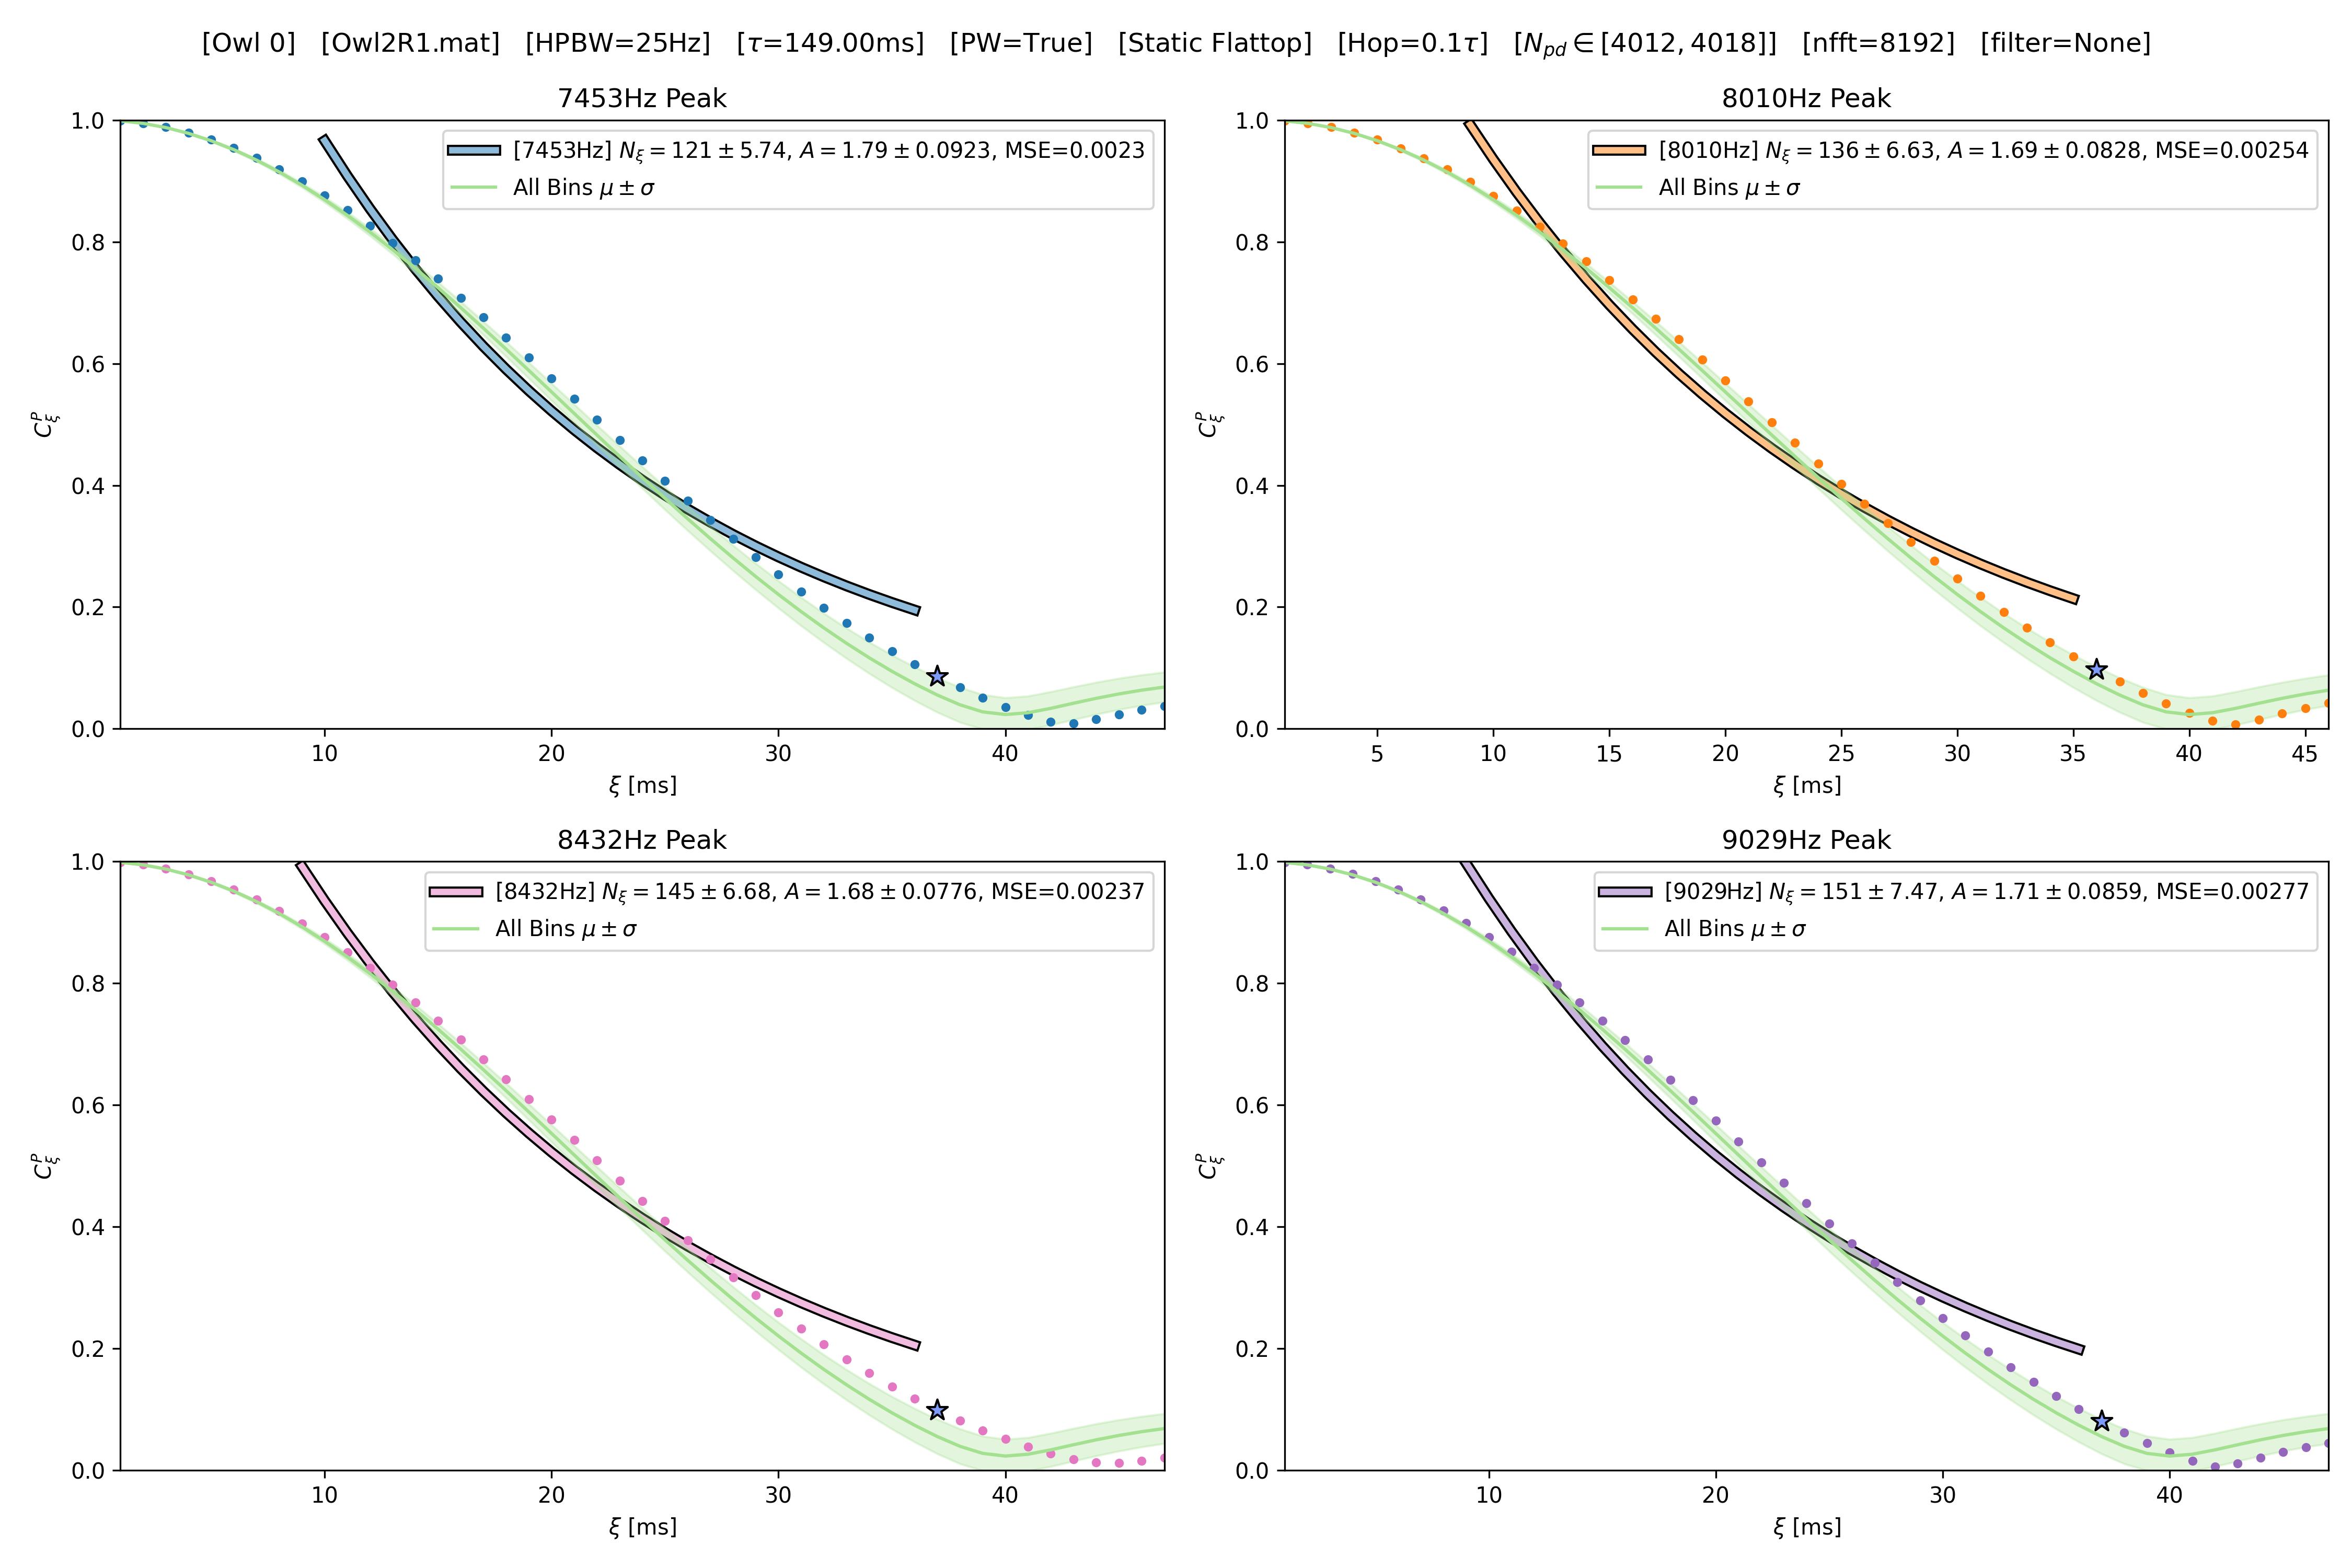 [Owl 0] [Owl2R1.mat] [HPBW=25Hz] [τ=149.00ms] [PW=True] [Static Flattop] [Hop=0.1τ] [N_pd ∈ [4012, 4018]] [nfft=8192] [filter=None]
7453Hz Peak
[7453Hz] N_ξ = 121 ± 5.74, A = 1.79 ± 0.0923, MSE=0.0023
All Bins μ ± σ
1.0
0.8
0.6
0.4
0.2
0.0
C^P_ξ
10 20 30 40
ξ [ms]
8010Hz Peak
[8010Hz] N_ξ = 136 ± 6.63, A = 1.69 ± 0.0828, MSE=0.00254
All Bins μ ± σ
1.0
0.8
0.6
0.4
0.2
0.0
C^P_ξ
5 10 15 20 25 30 35 40 45
ξ [ms]
8432Hz Peak
[8432Hz] N_ξ = 145 ± 6.68, A = 1.68 ± 0.0776, MSE=0.00237
All Bins μ ± σ
1.0
0.8
0.6
0.4
0.2
0.0
C^P_ξ
10 20 30 40
ξ [ms]
9029Hz Peak
[9029Hz] N_ξ = 151 ± 7.47, A = 1.71 ± 0.0859, MSE=0.00277
All Bins μ ± σ
1.0
0.8
0.6
0.4
0.2
0.0
C^P_ξ
10 20 30 40
ξ [ms]